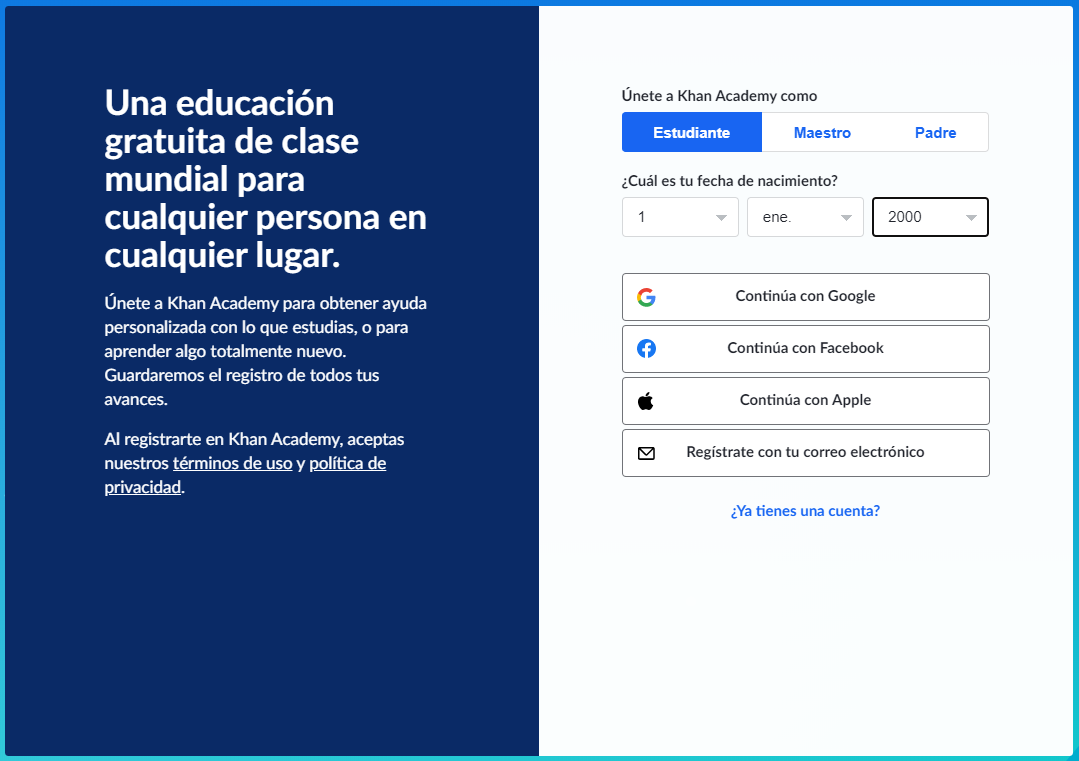 Una educación
gratuita de clase
mundial para
cualquier persona en
cualquier lugar.
Únete a Khan Academy para obtener ayuda
personalizada con lo que estudias, o para
aprender algo totalmente nuevo.
Guardaremos el registro de todos tus
avances.
Al registrarte en Khan Academy, aceptas
nuestros términos de uso y política de
privacidad.
Únete a Khan Academy como
Estudiante Maestro Padre
¿Cuál es tu fecha de nacimiento?
1 ene. 2000
Continúa con Google
Continúa con Facebook
Continúa con Apple
Regístrate con tu correo electrónico
¿Ya tienes una cuenta?